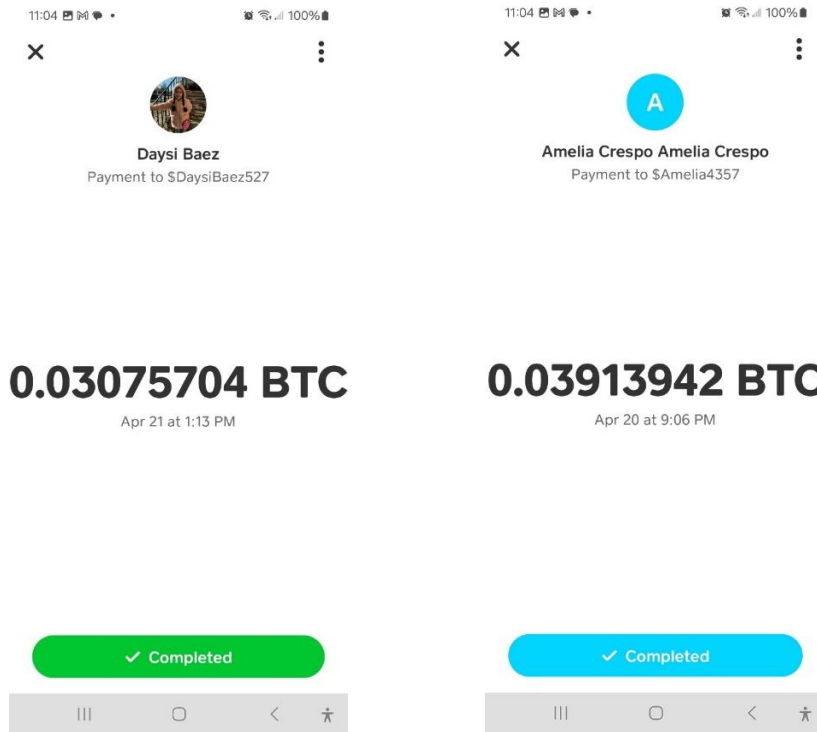 11:04
100%
Daysi Baez
Payment to $DaysiBaez527
0.03075704 BTC
Apr 21 at 1:13 PM
Completed
11:04
100%
A
Amelia Crespo Amelia Crespo
Payment to $Amelia4357
0.03913942 BTC
Apr 20 at 9:06 PM
Completed